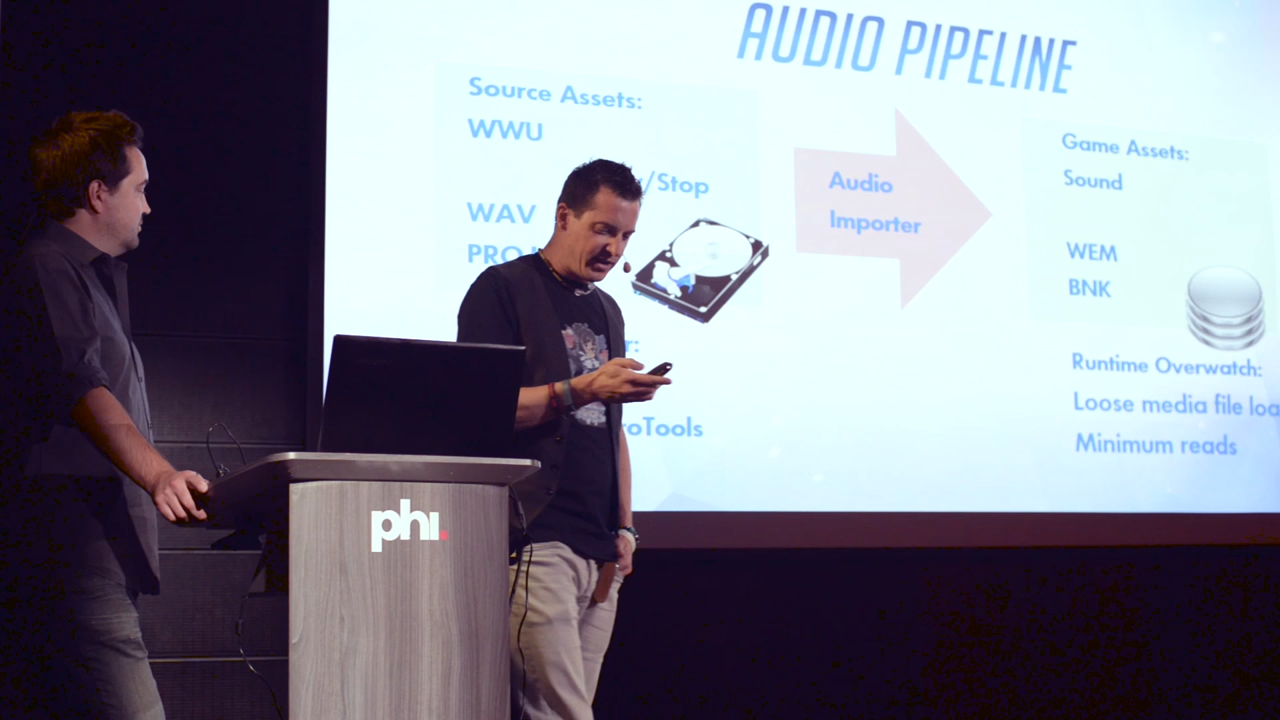 AUDIO PIPELINE
Source Assets:
WWU
/Stop
WAV
PROJ
r:
roTools
Audio
Importer
Game Assets:
Sound
WEM
BNK
Runtime Overwatch:
Loose media file loa
Minimum reads
phi.